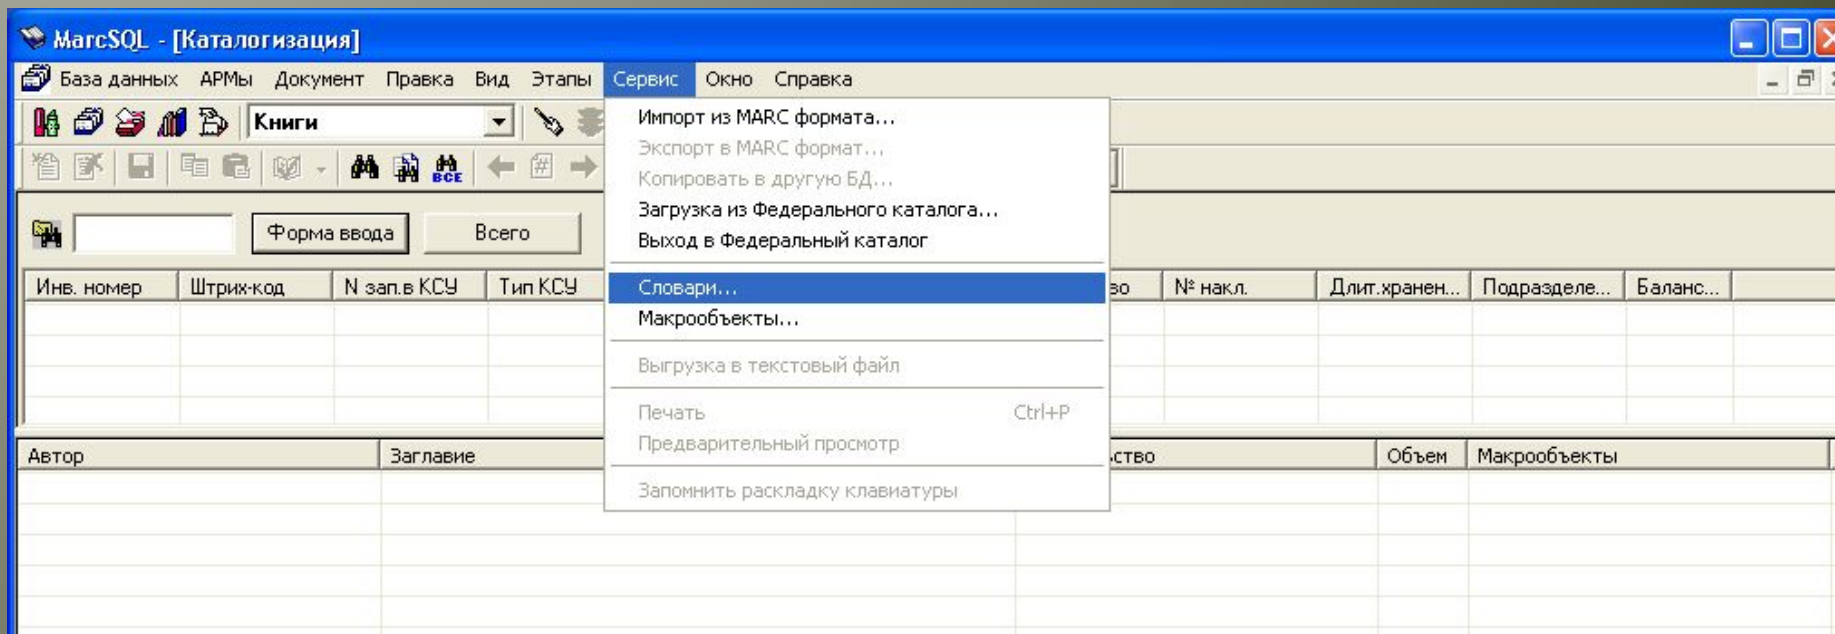 MarcSQL - [Каталогизация]
База данных АРМы Документ Правка Вид Этапы Сервис Окно Справка
Книги
ВСЕ
Форма ввода Всего
Импорт из MARC формата...
Экспорт в MARC формат...
Копировать в другую БД...
Загрузка из Федерального каталога...
Выход в Федеральный каталог
Словари...
Макрообъекты...
Выгрузка в текстовый файл
Печать Ctrl+P
Предварительный просмотр
Запомнить раскладку клавиатуры
Инв. номер Штрих-код N зап.в КСУ Тип КСУ № накл. Длит.хранен... Подразделе... Баланс...
Автор Заглавие Объем Макрообъекты